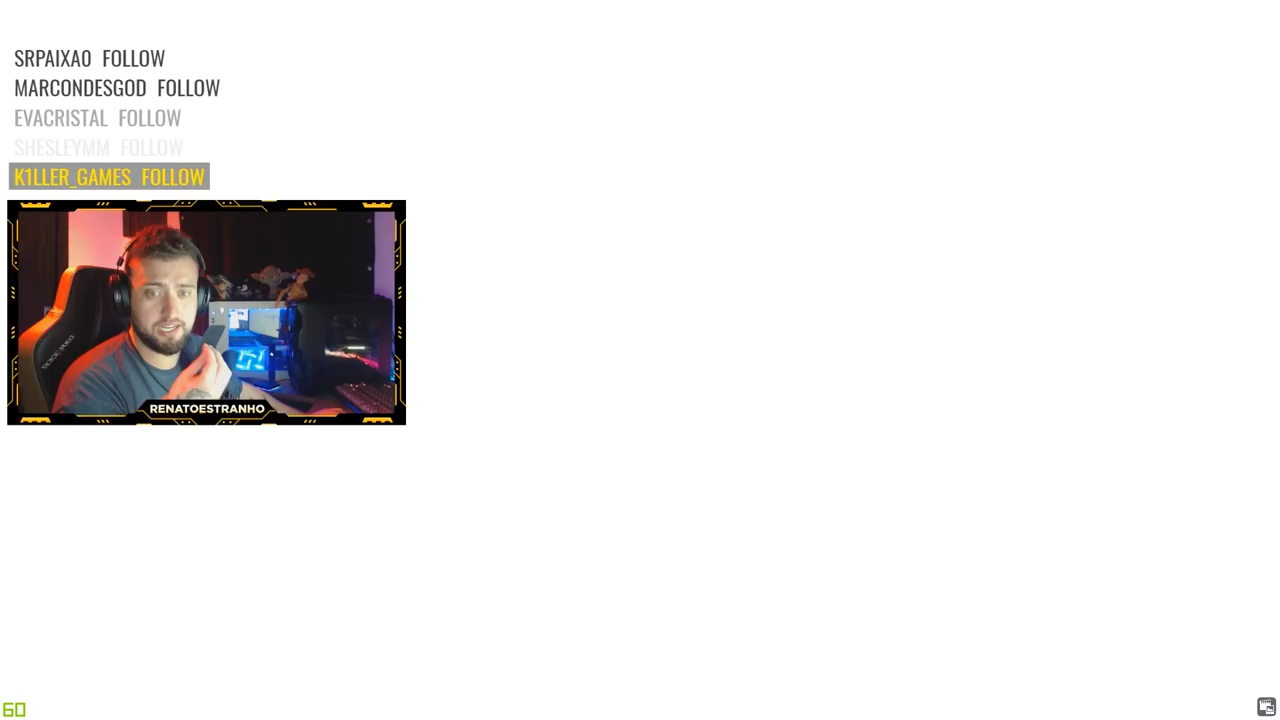 SRPAIXAO FOLLOW
MARCONDESGOD FOLLOW
EVACRISTAL FOLLOW
SHESLEYMM FOLLOW
K1LLER_GAMES FOLLOW
RENATOESTRANHO
60